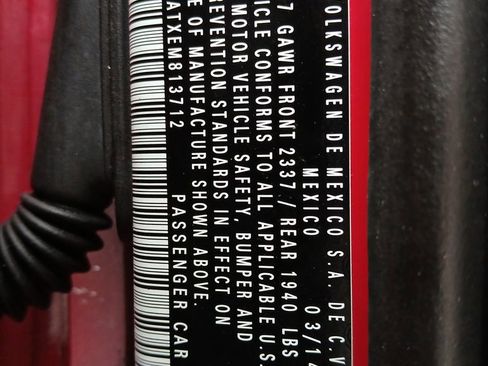 OLKSWAGEN DE MEXICO S.A. DE C.V
MEXICO 03/14
7 GAWR FRONT 2337 // REAR 1940 LBS
ICLE CONFORMS TO ALL APPLICABLE U.S.
MOTOR VEHICLE SAFETY, BUMPER AND
REVENTION STANDARDS IN EFFECT ON
E OF MANUFACTURE SHOWN ABOVE.
ATXEM813712 PASSENGER CAR